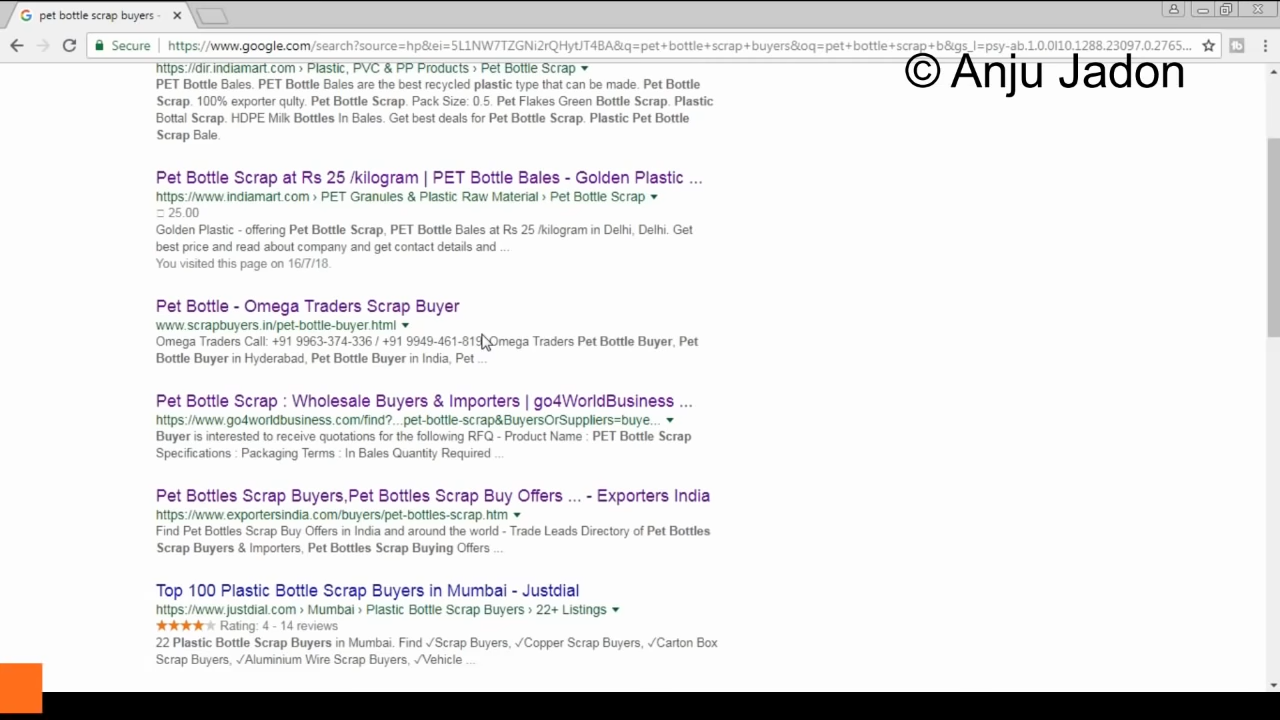 pet bottle scrap buyers -
Secure
https://www.google.com/search?source=hp&ei=5L1NW7TZGNi2rQHytJT4BA&q=pet+bottle+scrap+buyers&oq=pet+bottle+scrap+b&gs_l=psy-ab.1.0.0l10.1288.23097.0.2765...
© Anju Jadon
https://dir.indiamart.com › Plastic, PVC & PP Products › Pet Bottle Scrap
PET Bottle Bales. PET Bottle Bales are the best recycled plastic type that can be made. Pet Bottle
Scrap. 100% exporter qulty. Pet Bottle Scrap. Pack Size: 0.5. Pet Flakes Green Bottle Scrap. Plastic
Bottal Scrap. HDPE Milk Bottles In Bales. Get best deals for Pet Bottle Scrap. Plastic Pet Bottle
Scrap Bale.
Pet Bottle Scrap at Rs 25 /kilogram | PET Bottle Bales - Golden Plastic ...
https://www.indiamart.com › PET Granules & Plastic Raw Material › Pet Bottle Scrap
25.00
Golden Plastic - offering Pet Bottle Scrap, PET Bottle Bales at Rs 25 /kilogram in Delhi, Delhi. Get
best price and read about company and get contact details and ...
You visited this page on 16/7/18.
Pet Bottle - Omega Traders Scrap Buyer
www.scrapbuyers.in/pet-bottle-buyer.html
Omega Traders Call: +91 9963-374-336 / +91 9949-461-819 Omega Traders Pet Bottle Buyer, Pet
Bottle Buyer in Hyderabad, Pet Bottle Buyer in India, Pet ...
Pet Bottle Scrap : Wholesale Buyers & Importers | go4WorldBusiness ...
https://www.go4worldbusiness.com/find?...pet-bottle-scrap&BuyersOrSuppliers=buye...
Buyer is interested to receive quotations for the following RFQ - Product Name : PET Bottle Scrap
Specifications : Packaging Terms : In Bales Quantity Required ...
Pet Bottles Scrap Buyers,Pet Bottles Scrap Buy Offers ... - Exporters India
https://www.exportersindia.com/buyers/pet-bottles-scrap.htm
Find Pet Bottles Scrap Buy Offers in India and around the world - Trade Leads Directory of Pet Bottles
Scrap Buyers & Importers, Pet Bottles Scrap Buying Offers ...
Top 100 Plastic Bottle Scrap Buyers in Mumbai - Justdial
https://www.justdial.com › Mumbai › Plastic Bottle Scrap Buyers › 22+ Listings
Rating: 4 - 14 reviews
22 Plastic Bottle Scrap Buyers in Mumbai. Find ✓Scrap Buyers, ✓Copper Scrap Buyers, ✓Carton Box
Scrap Buyers, ✓Aluminium Wire Scrap Buyers, ✓Vehicle ...